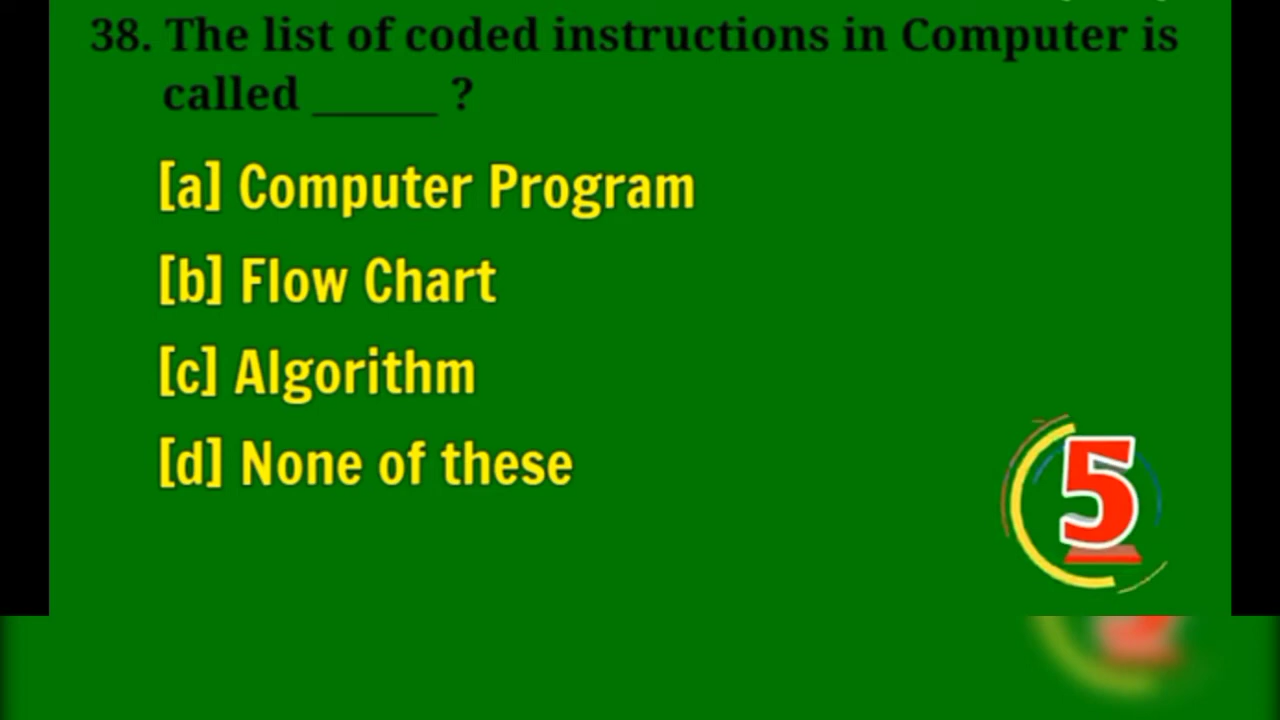 38. The list of coded instructions in Computer is
called ______ ?
[a] Computer Program
[b] Flow Chart
[c] Algorithm
[d] None of these
5